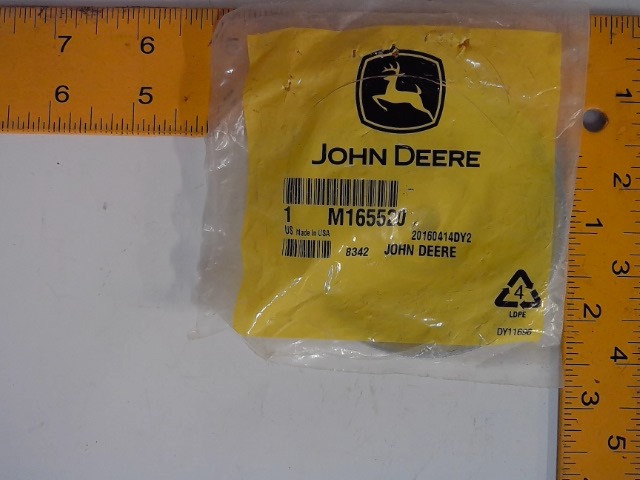 7 6
6 5
JOHN DEERE
1 M165520
US Made in USA
20160414DY2
8342 JOHN DEERE
4
LDPE
DY11696
1
2
1
3
2
4
3
5